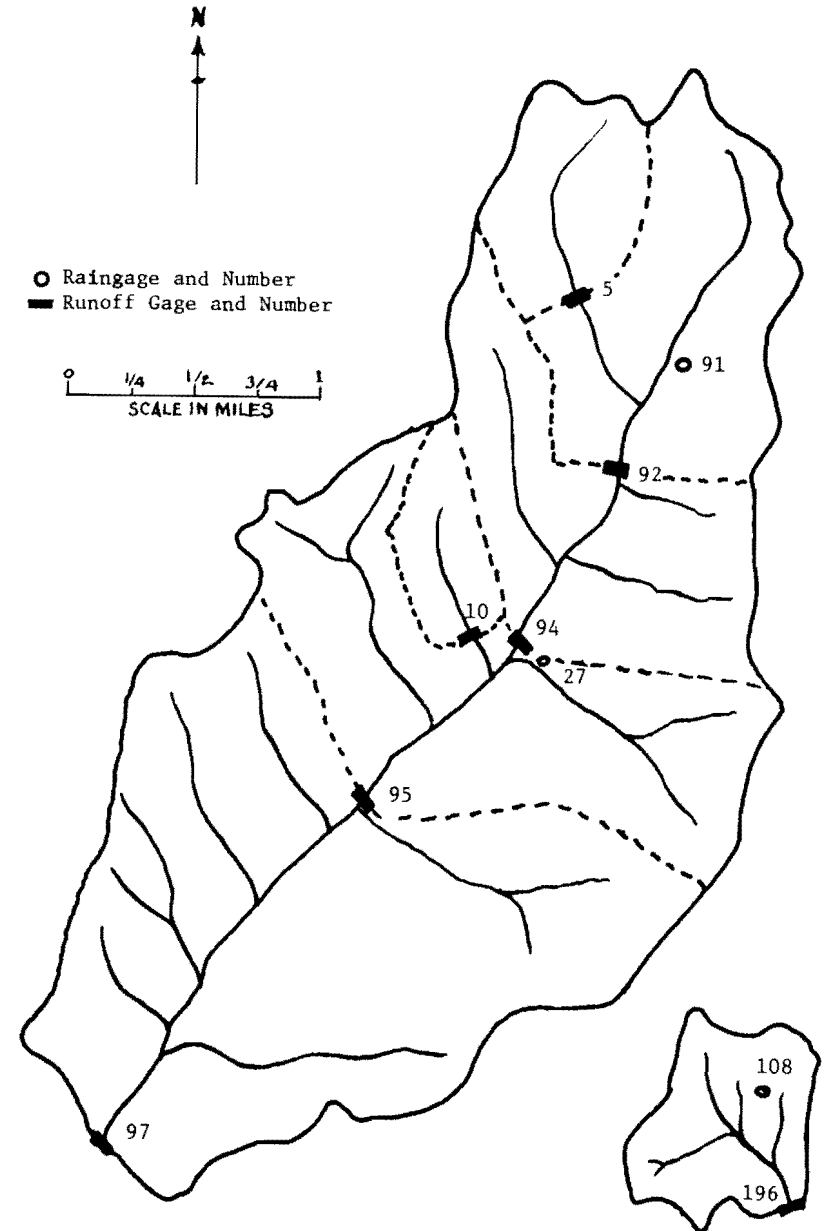 N
Raingage and Number
Runoff Gage and Number
0 1/4 1/2 3/4 1
SCALE IN MILES
5
91
92
10
94
27
95
108
97
196